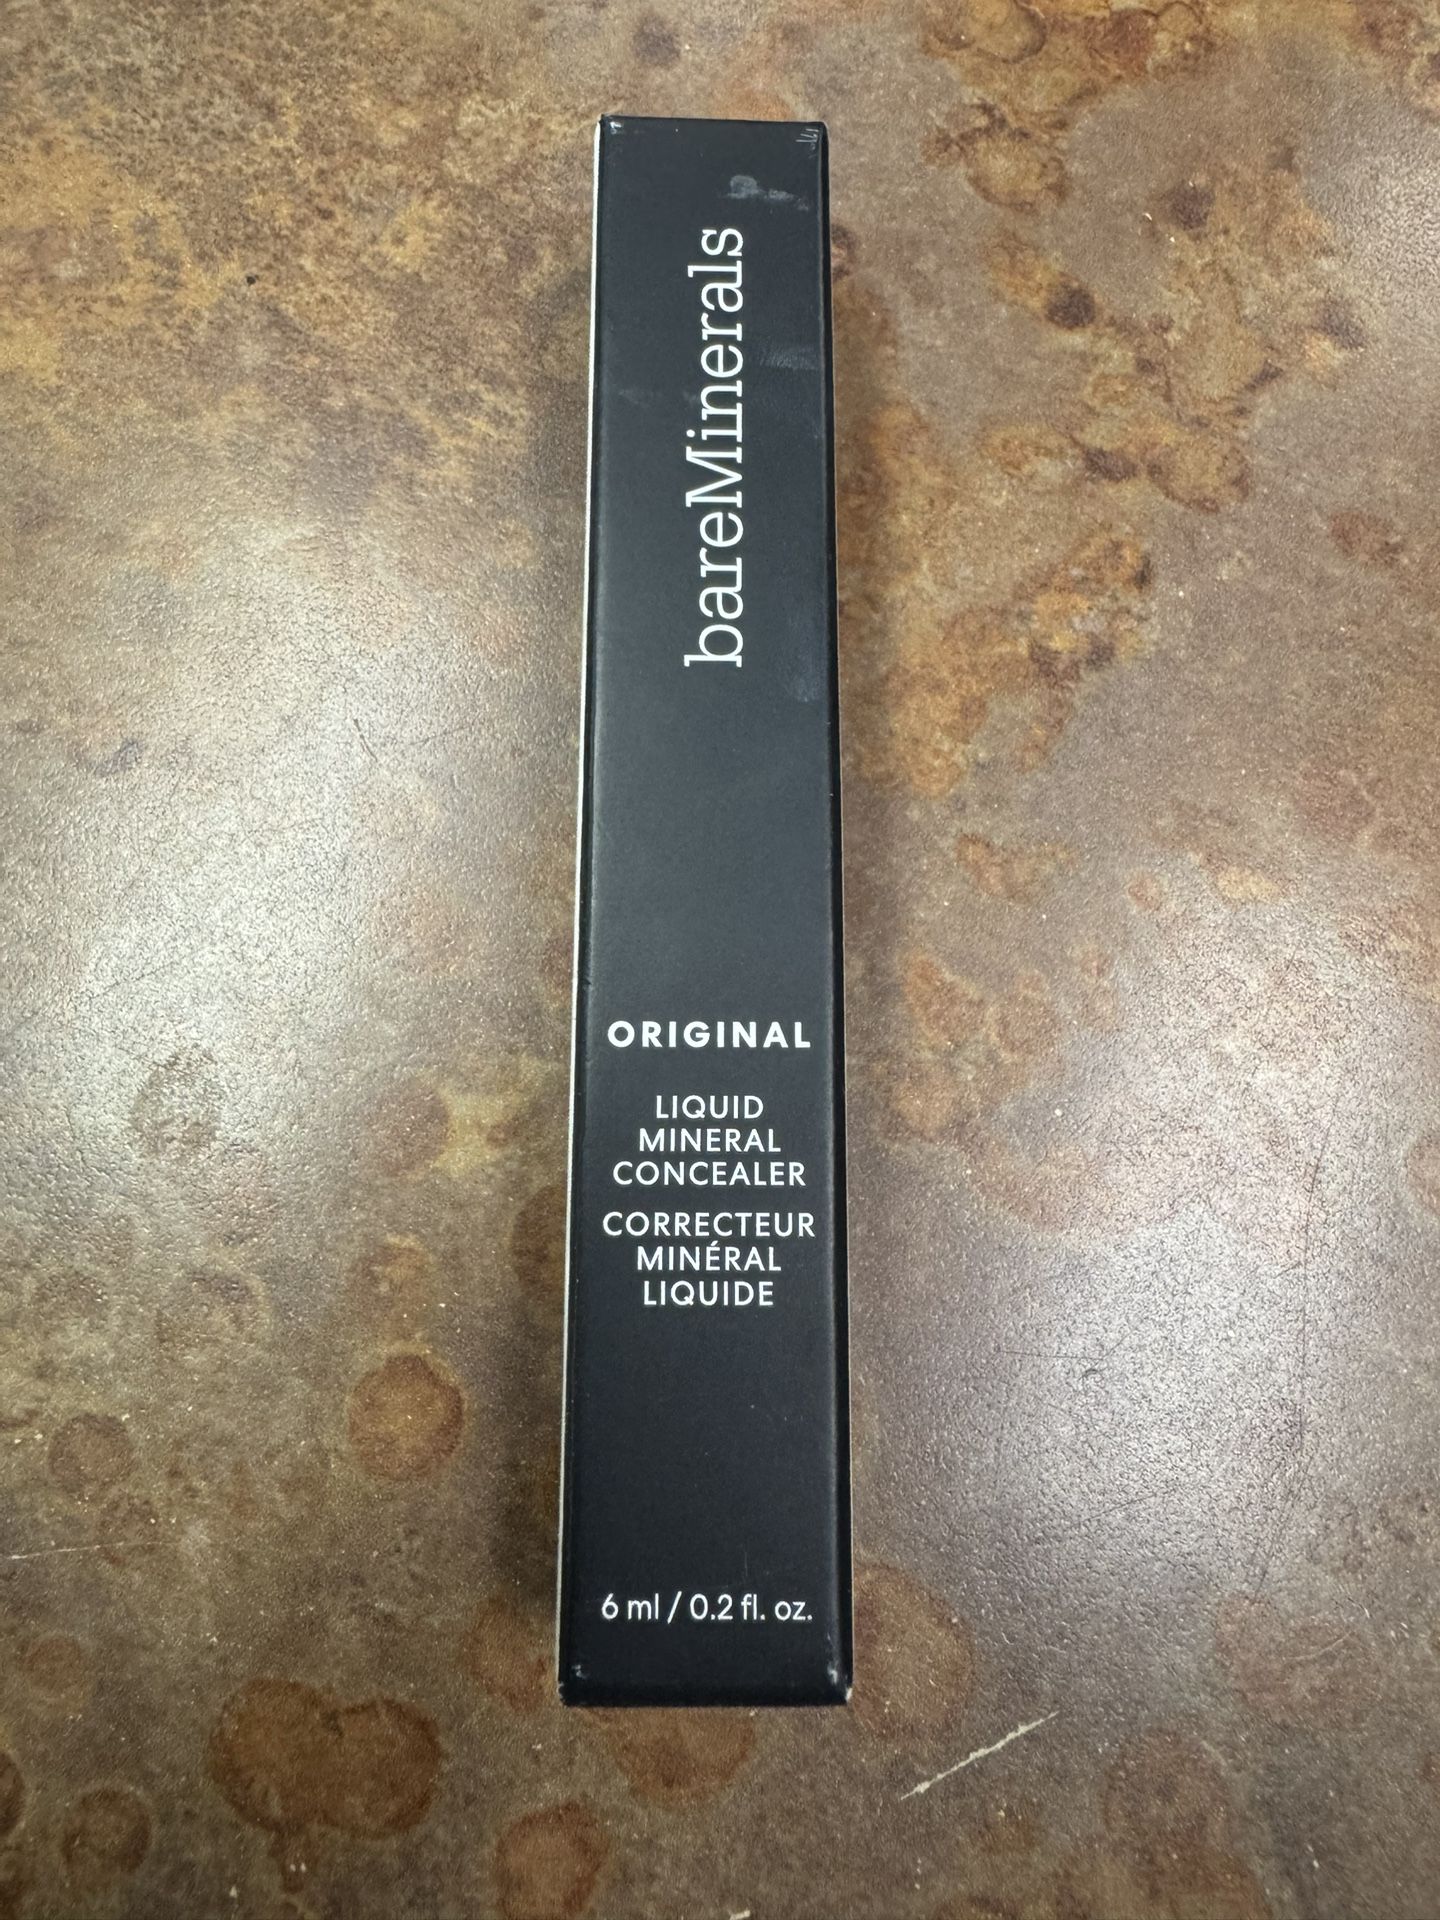 bareMinerals
ORIGINAL
LIQUID
MINERAL
CONCEALER
CORRECTEUR
MINÉRAL
LIQUIDE
6 ml / 0.2 fl. oz.